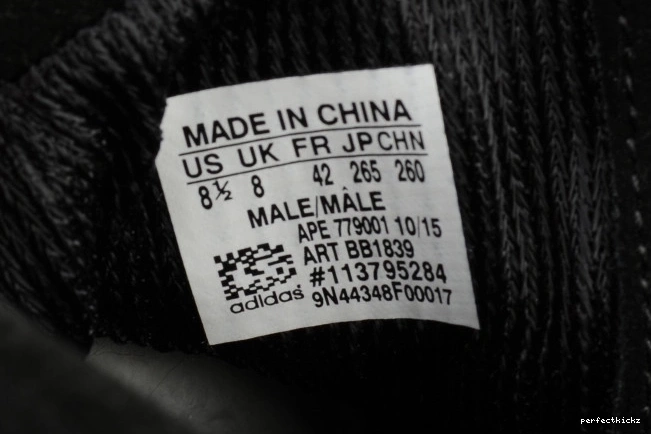 MADE IN CHINA
US UK FR JP CHN
8½ 8 42 265 260
MALE/MÂLE
APE 779001 10/15
ART BB1839
#113795284
adidas 9N44348F00017
perfectkickz